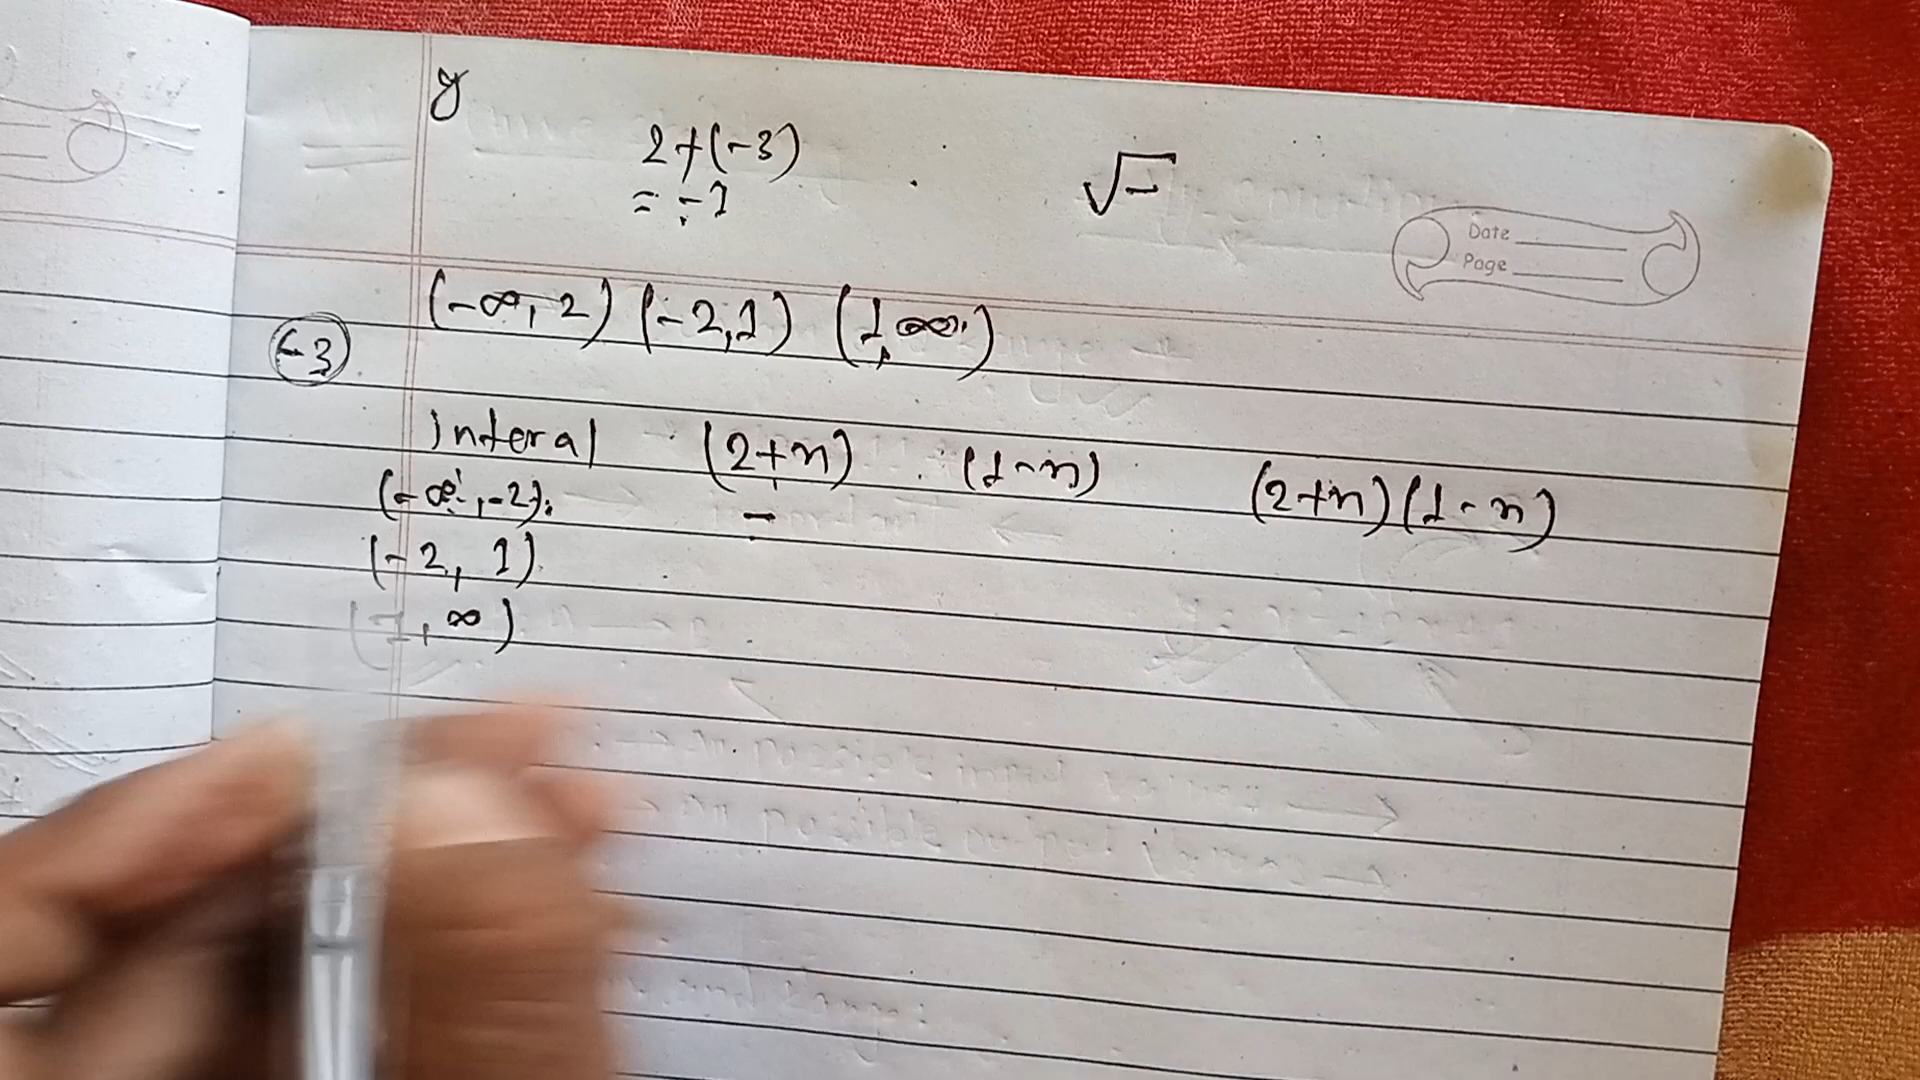 y
2+(-3)
= -1
√-
Date
Page
(-∞, 2) (-2,1) (1,∞)
-3
interal (2+n) (1-n) (2+n)(1-n)
(-∞, -2) -
(-2, 1)
(1, ∞)